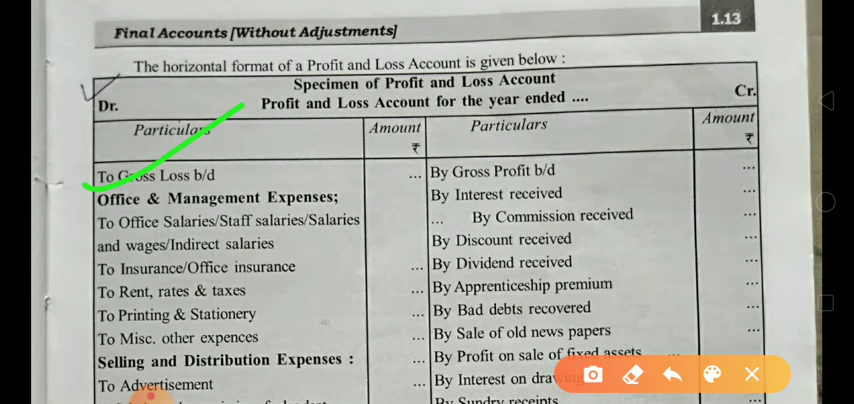 Final Accounts [Without Adjustments]
1.13
The horizontal format of a Profit and Loss Account is given below :
Specimen of Profit and Loss Account
Dr.
Profit and Loss Account for the year ended ....
Cr.
Particulars
Amount
₹
Particulars
Amount
₹
To Gross Loss b/d ... By Gross Profit b/d ...
Office & Management Expenses; By Interest received ...
To Office Salaries/Staff salaries/Salaries ... By Commission received ...
and wages/Indirect salaries By Discount received ...
To Insurance/Office insurance ... By Dividend received ...
To Rent, rates & taxes ... By Apprenticeship premium ...
To Printing & Stationery ... By Bad debts recovered ...
To Misc. other expences ... By Sale of old news papers ...
Selling and Distribution Expenses : ... By Profit on sale of fixed assets
To Advertisement ... By Interest on
By Sundry receipts ...